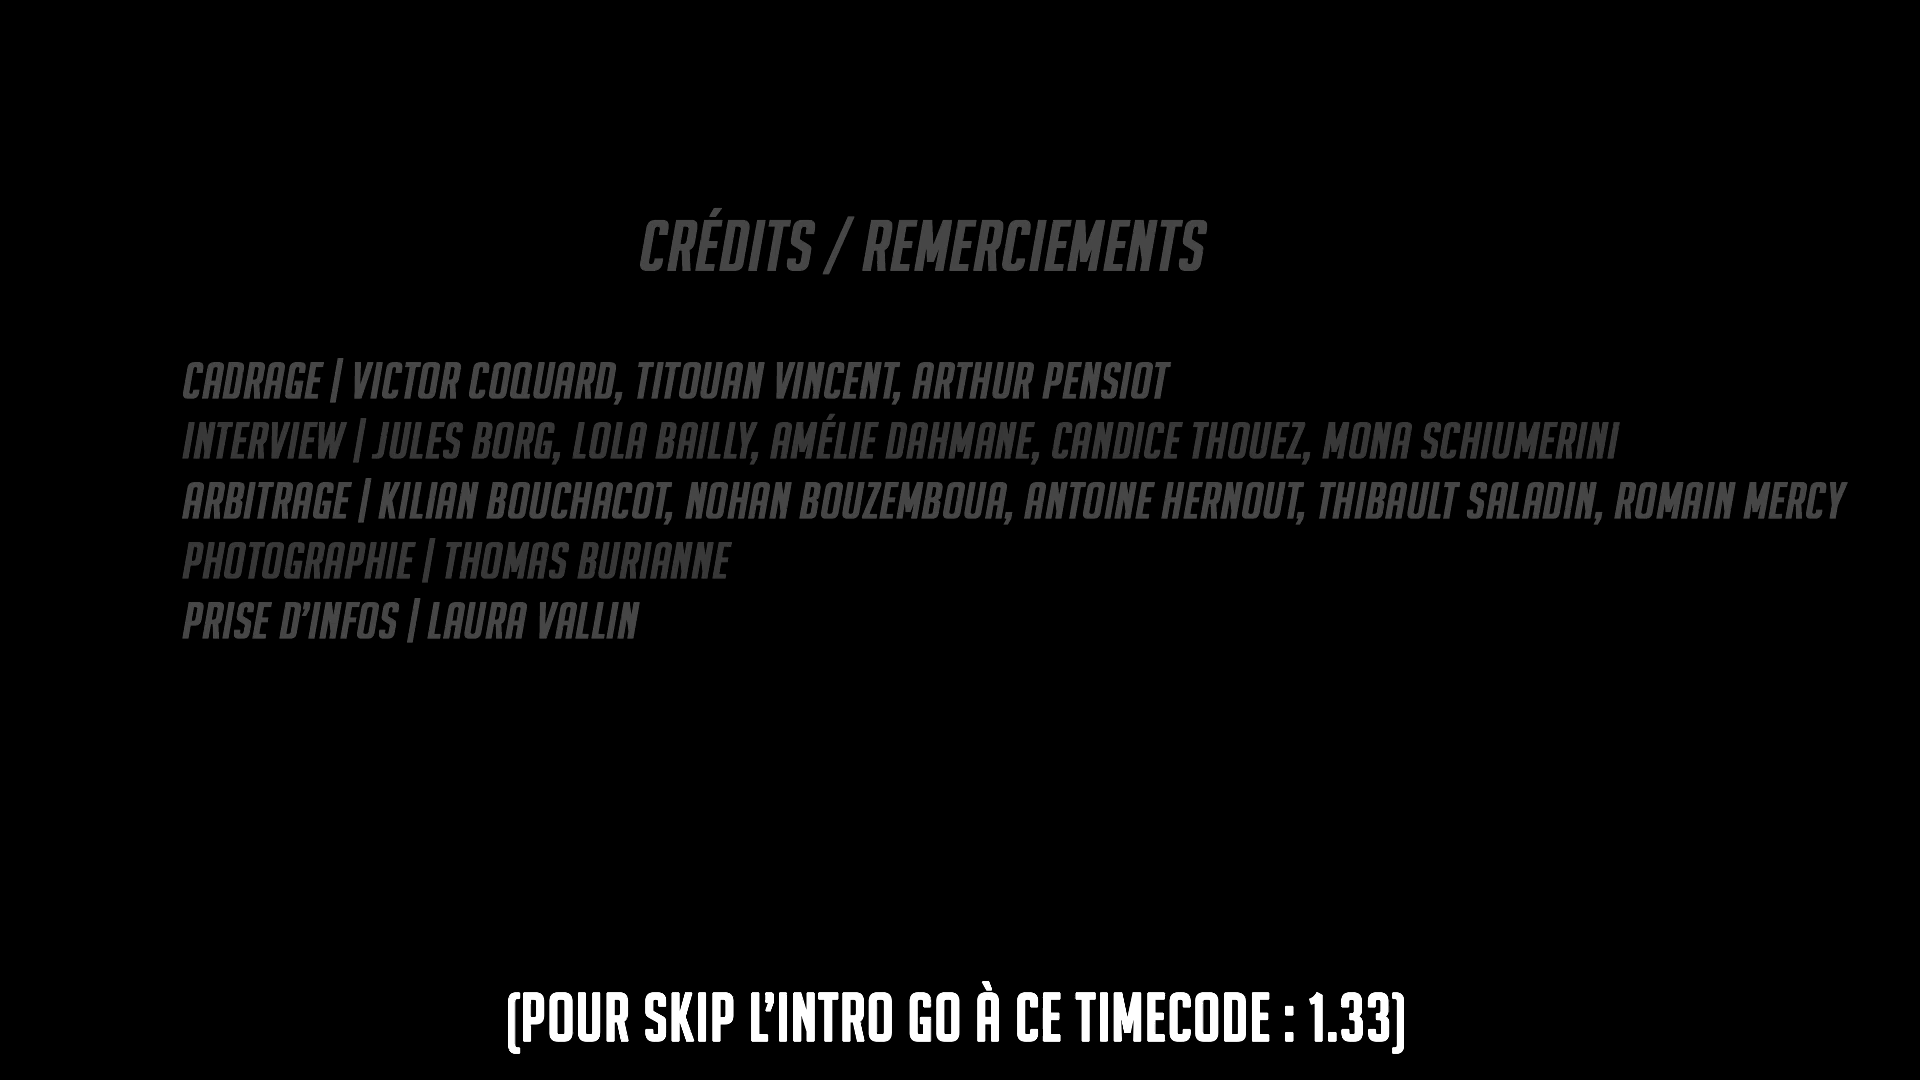 CRÉDITS / REMERCIEMENTS
CADRAGE | VICTOR COQUARD, TITOUAN VINCENT, ARTHUR PENSIOT
INTERVIEW | JULES BORG, LOLA BAILLY, AMÉLIE DAHMANE, CANDICE THOUEZ, MONA SCHIUMERINI
ARBITRAGE | KILIAN BOUCHACOT, NOHAN BOUZEMBOUA, ANTOINE HERNOUT, THIBAULT SALADIN, ROMAIN MERCY
PHOTOGRAPHIE | THOMAS BURIANNE
PRISE D’INFOS | LAURA VALLIN
(POUR SKIP L’INTRO GO À CE TIMECODE : 1.33)